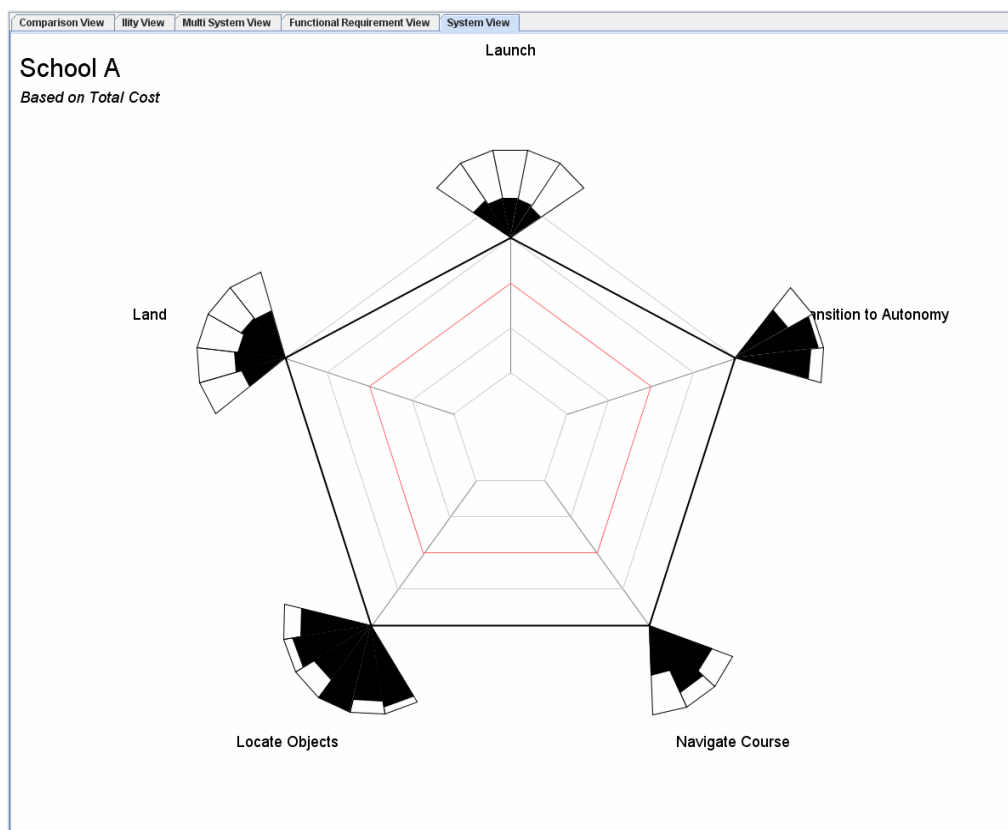 Comparison View
Ility View
Multi System View
Functional Requirement View
System View
Launch
School A
Based on Total Cost
Land
to Autonomy
Locate Objects
Navigate Course